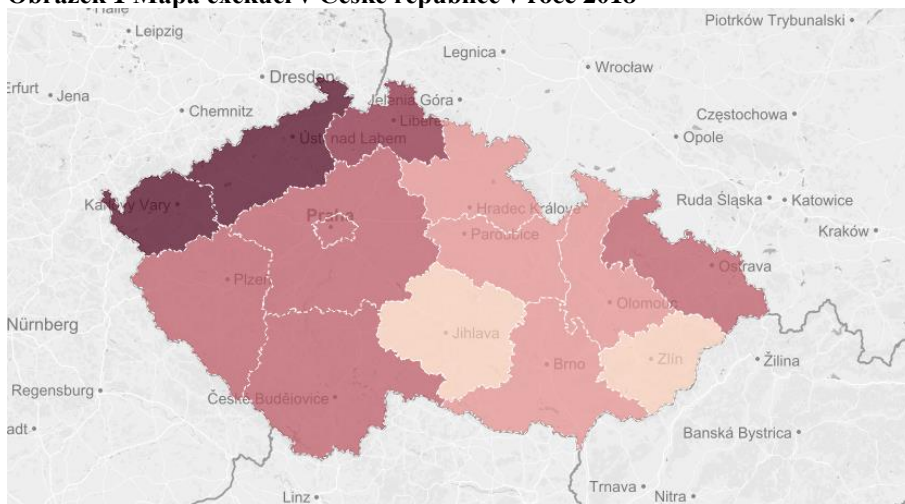 Obrázek 1 Mapa exekucí v České republice v roce 2018
Halle
Piotrków Trybunalski
Leipzig
Legnica
Wrocław
Dresden
Erfurt
Jena
Jelenia Góra
Chemnitz
Liberec
Częstochowa
Ústí nad Labem
Opole
Karlovy Vary
Hradec Králové
Ruda Śląska
Katowice
Praha
Pardubice
Kraków
Plzeň
Ostrava
Olomouc
Nürnberg
Jihlava
Brno
Zlín
Žilina
Regensburg
České Budějovice
adt
Banská Bystrica
Trnava
Linz
Nitra